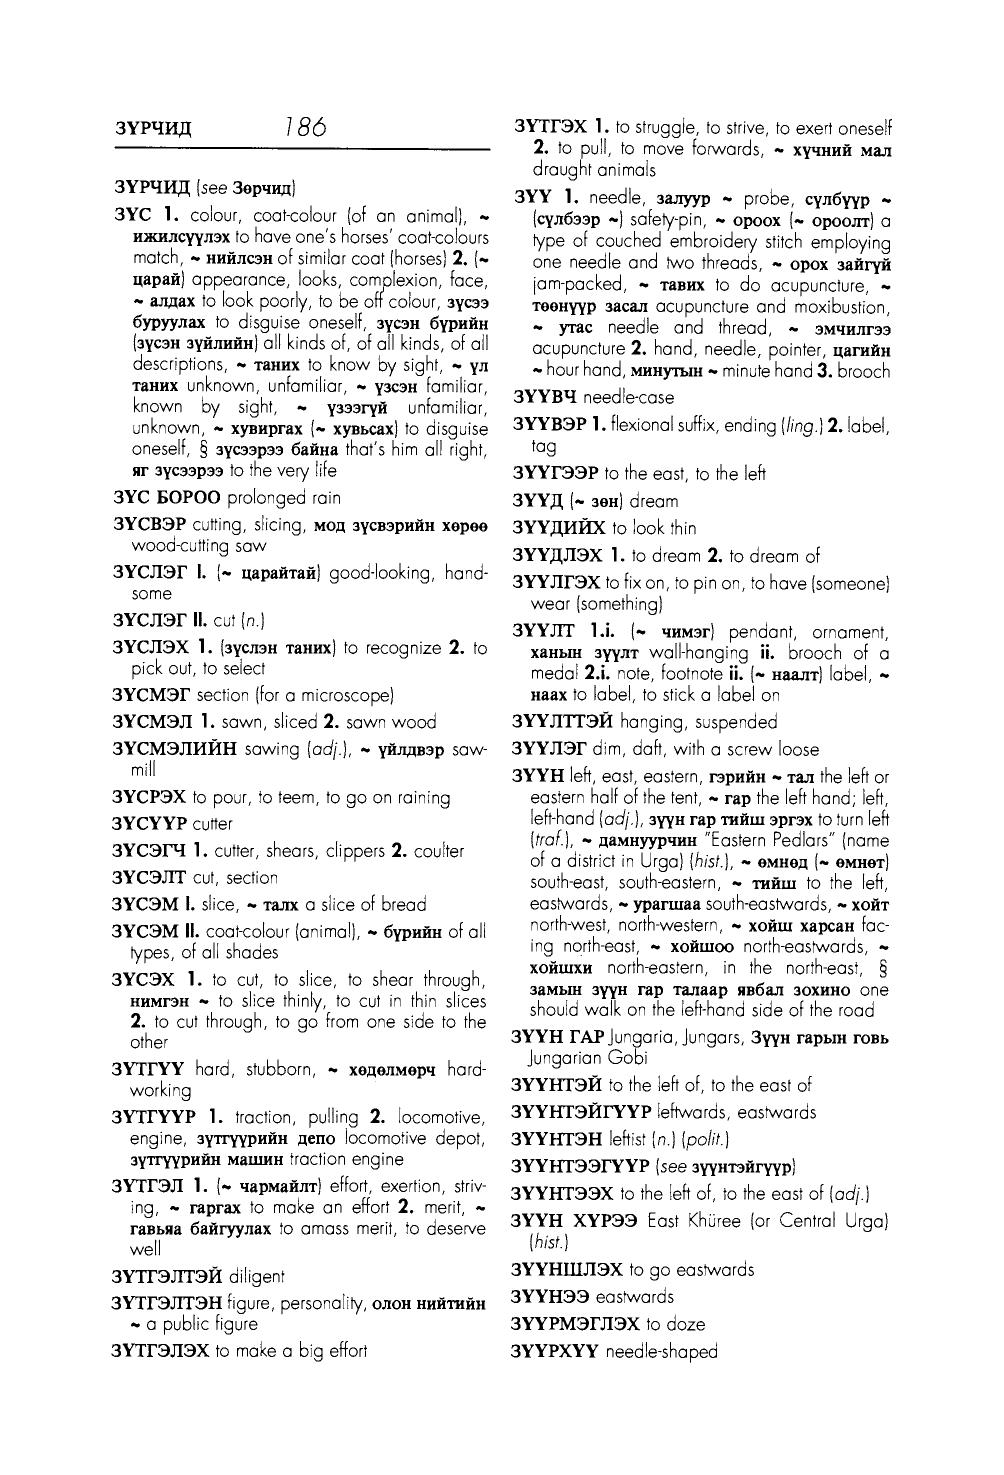 ЗҮРЧИД 186
ЗҮРЧИД (see Зөрчид)
ЗҮС 1. colour, coat-colour (of an animal), ~
ижилсүүлэх to have one's horses' coat-colours
match, ~ нийлсэн of similar coat (horses) 2. (~
царай) appearance, looks, complexion, face,
~ алдах to look poorly, to be off colour, зүсээ
буруулах to disguise oneself, зүсэн бүрийн
(зүсэн зүйлийн) all kinds of, of all kinds, of all
descriptions, ~ таних to know by sight, ~ үл
таних unknown, unfamiliar, ~ үзсэн familiar,
known by sight, ~ үзээгүй unfamiliar,
unknown, ~ хувиргах (~ хувьсах) to disguise
oneself, § зүсээрээ байна that's him all right,
яг зүсээрээ to the very life
ЗҮС БОРОО prolonged rain
ЗҮСВЭР cutting, slicing, мод зүсвэрийн хөрөө
wood-cutting saw
ЗҮСЛЭГ I. (~ царайтай) good-looking, hand-
some
ЗҮСЛЭГ II. cut (n.)
ЗҮСЛЭХ 1. (зүслэн таних) to recognize 2. to
pick out, to select
ЗҮСМЭГ section (for a microscope)
ЗҮСМЭЛ 1. sawn, sliced 2. sawn wood
ЗҮСМЭЛИЙН sawing (adj.), ~ үйлдвэр saw-
mill
ЗҮСРЭХ to pour, to teem, to go on raining
ЗҮСҮҮР cutter
ЗҮСЭГЧ 1. cutter, shears, clippers 2. coulter
ЗҮСЭЛТ cut, section
ЗҮСЭМ I. slice, ~ талх a slice of bread
ЗҮСЭМ II. coat-colour (animal), ~ бүрийн of all
types, of all shades
ЗҮСЭХ 1. to cut, to slice, to shear through,
нимгэн ~ to slice thinly, to cut in thin slices
2. to cut through, to go from one side to the
other
ЗҮТГҮҮ hard, stubborn, ~ хөдөлмөрч hard-
working
ЗҮТГҮҮР 1. traction, pulling 2. locomotive,
engine, зүтгүүрийн депо locomotive depot,
зүтгүүрийн машин traction engine
ЗҮТГЭЛ 1. (~ чармайлт) effort, exertion, striv-
ing, ~ гаргах to make an effort 2. merit, ~
гавьяа байгуулах to amass merit, to deserve
well
ЗҮТГЭЛТЭЙ diligent
ЗҮТГЭЛТЭН figure, personality, олон нийтийн
~ a public figure
ЗҮТГЭЛЭХ to make a big effort
ЗҮТГЭХ 1. to struggle, to strive, to exert oneself
2. to pull, to move forwards, ~ хүчний мал
draught animals
ЗҮҮ 1. needle, залуур ~ probe, сүлбүүр ~
(сүлбээр ~) safety-pin, ~ ороох (~ ороолт) a
type of couched embroidery stitch employing
one needle and two threads, ~ орох зайгүй
jam-packed, ~ тавих to do acupuncture, ~
төөнүүр засал acupuncture and moxibustion,
~ утас needle and thread, ~ эмчилгээ
acupuncture 2. hand, needle, pointer, цагийн
~ hour hand, минутын ~ minute hand 3. brooch
ЗҮҮВЧ needle-case
ЗҮҮВЭР 1. flexional suffix, ending (ling.) 2. label,
tag
ЗҮҮГЭЭР to the east, to the left
ЗҮҮД (~ зөн) dream
ЗҮҮДИЙХ to look thin
ЗҮҮДЛЭХ 1. to dream 2. to dream of
ЗҮҮЛГЭХ to fix on, to pin on, to have (someone)
wear (something)
ЗҮҮЛТ 1.i. (~ чимэг) pendant, ornament,
ханын зүүлт wall-hanging ii. brooch of a
medal 2.i. note, footnote ii. (~ наалт) label, ~
наах to label, to stick a label on
ЗҮҮЛТТЭЙ hanging, suspended
ЗҮҮЛЭГ dim, daft, with a screw loose
ЗҮҮН left, east, eastern, гэрийн ~ тал the left or
eastern half of the tent, ~ гар the left hand; left,
left-hand (adj.), зүүн гар тийш эргэх to turn left
(traf.), ~ дамнуурчин "Eastern Pedlars" (name
of a district in Urga) (hist.), ~ өмнөд (~ өмнөт)
south-east, south-eastern, ~ тийш to the left,
eastwards, ~ урагшаа south-eastwards, ~ хойт
north-west, north-western, ~ хойш харсан fac-
ing north-east, ~ хойшоо north-eastwards, ~
хойшхи north-eastern, in the north-east, §
замын зүүн гар талаар явбал зохино one
should walk on the left-hand side of the road
ЗҮҮН ГАР Jungaria, Jungars, Зүүн гарын говь
Jungarian Gobi
ЗҮҮНТЭЙ to the left of, to the east of
ЗҮҮНТЭЙГҮҮР leftwards, eastwards
ЗҮҮНТЭН leftist (n.) (polit.)
ЗҮҮНТЭЭГҮҮР (see зүүнтэйгүүр)
ЗҮҮНТЭЭХ to the left of, to the east of (adj.)
ЗҮҮН ХҮРЭЭ East Khüree (or Central Urga)
(hist.)
ЗҮҮНШЛЭХ to go eastwards
ЗҮҮНЭЭ eastwards
ЗҮҮРМЭГЛЭХ to doze
ЗҮҮРХҮҮ needle-shaped